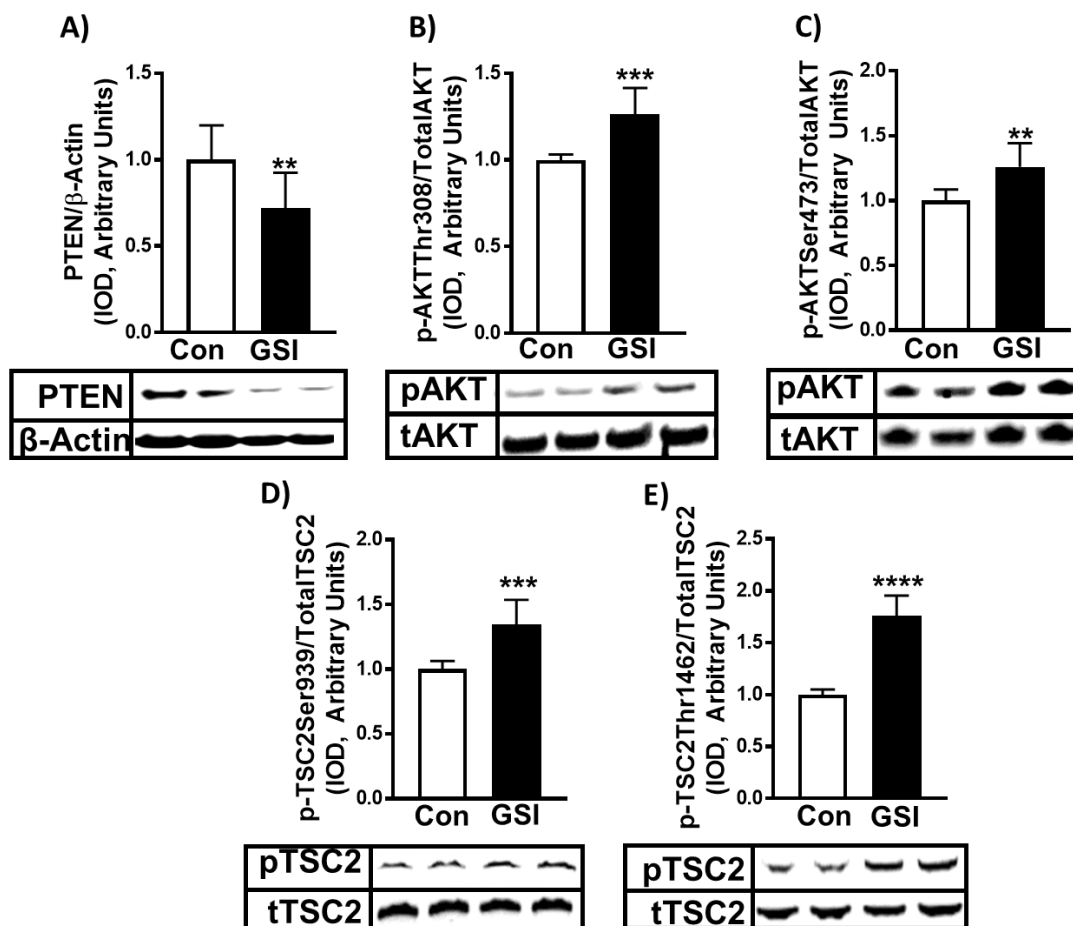 A)
PTEN/β-Actin
(IOD, Arbitrary Units)
1.5
1.0
0.5
0.0
**
Con GSI
PTEN
β-Actin
B)
p-AKTThr308/TotalAKT
(IOD, Arbitrary Units)
1.5
1.0
0.5
0.0
***
Con GSI
pAKT
tAKT
C)
p-AKTSer473/TotalAKT
(IOD, Arbitrary Units)
2.0
1.5
1.0
0.5
0.0
**
Con GSI
pAKT
tAKT
D)
p-TSC2Ser939/TotalTSC2
(IOD, Arbitrary Units)
2.0
1.5
1.0
0.5
0.0
***
Con GSI
pTSC2
tTSC2
E)
p-TSC2Thr1462/TotalTSC2
(IOD, Arbitrary Units)
2.5
2.0
1.5
1.0
0.5
0.0
****
Con GSI
pTSC2
tTSC2